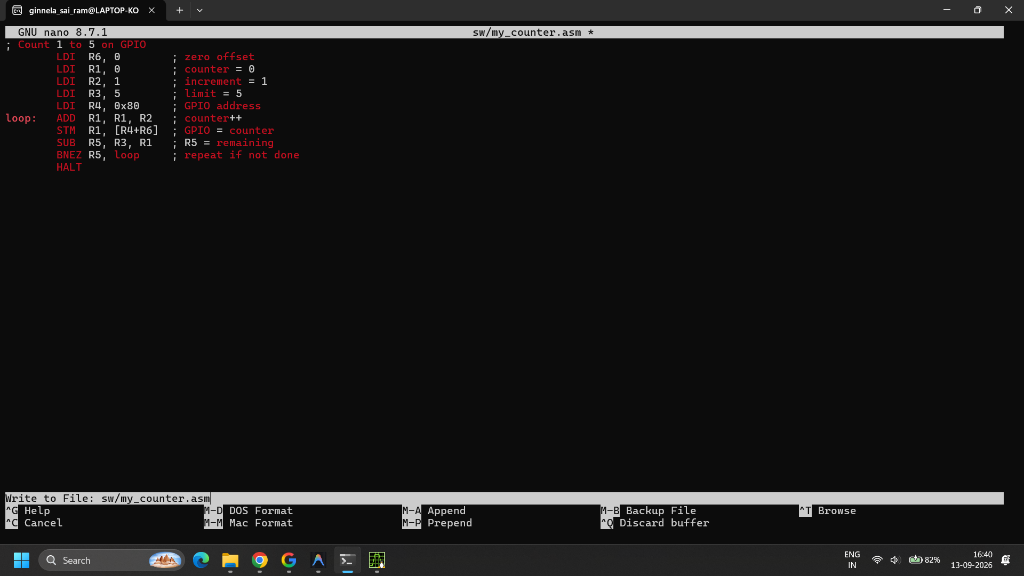 ginnela_sai_ram@LAPTOP-KO
GNU nano 8.7.1 sw/my_counter.asm *
; Count 1 to 5 on GPIO
LDI R6, 0 ; zero offset
LDI R1, 0 ; counter = 0
LDI R2, 1 ; increment = 1
LDI R3, 5 ; limit = 5
LDI R4, 0x80 ; GPIO address
loop: ADD R1, R1, R2 ; counter++
STM R1, [R4+R6] ; GPIO = counter
SUB R5, R3, R1 ; R5 = remaining
BNEZ R5, loop ; repeat if not done
HALT
Write to File: sw/my_counter.asm
^G Help M-D DOS Format M-A Append M-B Backup File ^T Browse
^C Cancel M-M Mac Format M-P Prepend ^Q Discard buffer
Search
ENG
IN
82%
16:40
13-09-2026